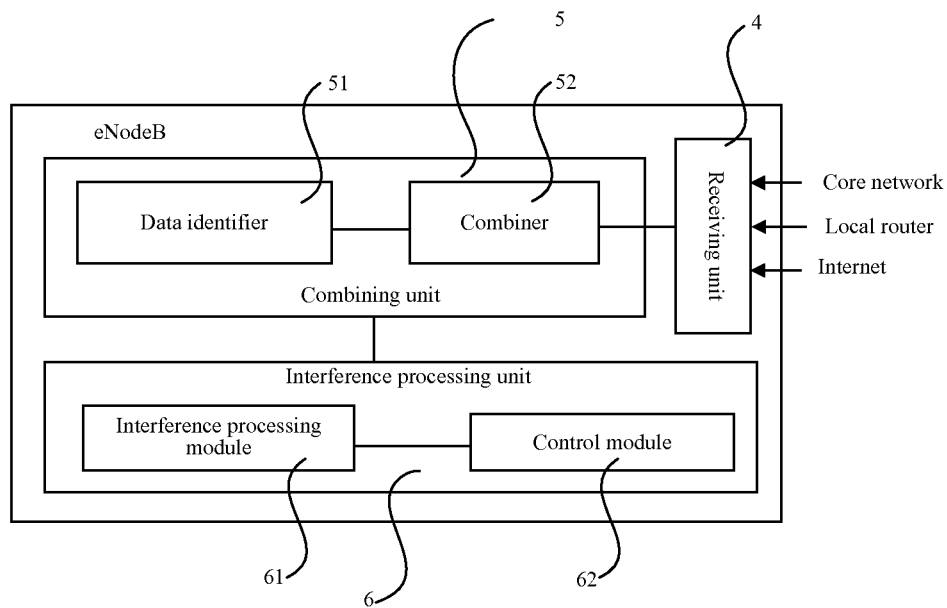 5
4
51
52
eNodeB
Data identifier
Combiner
Combining unit
Receiving unit
Core network
Local router
Internet
Interference processing unit
Interference processing
module
Control module
61
6
62